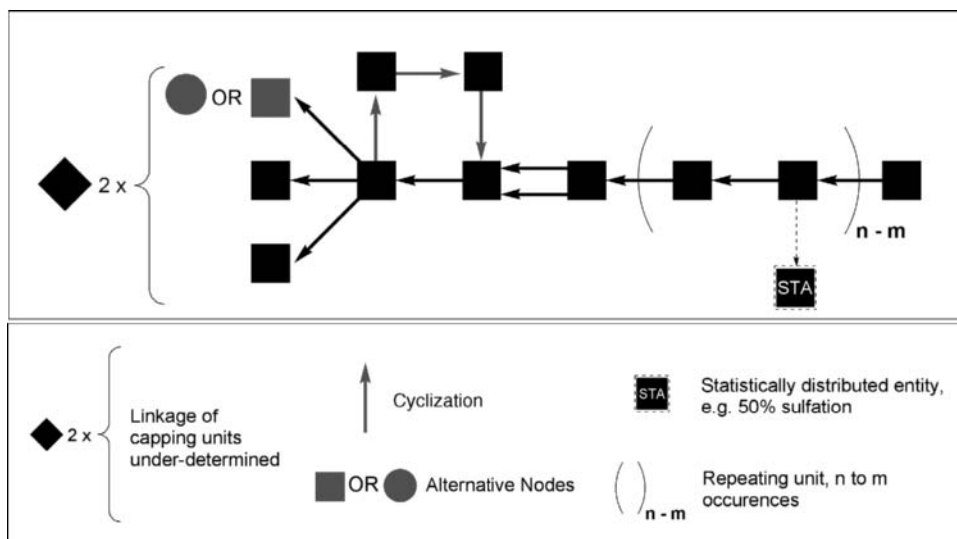 OR
2 x
n - m
STA
2 x
Linkage of
capping units
under-determined
Cyclization
OR
Alternative Nodes
STA
Statistically distributed entity,
e.g. 50% sulfation
n - m
Repeating unit, n to m
occurences